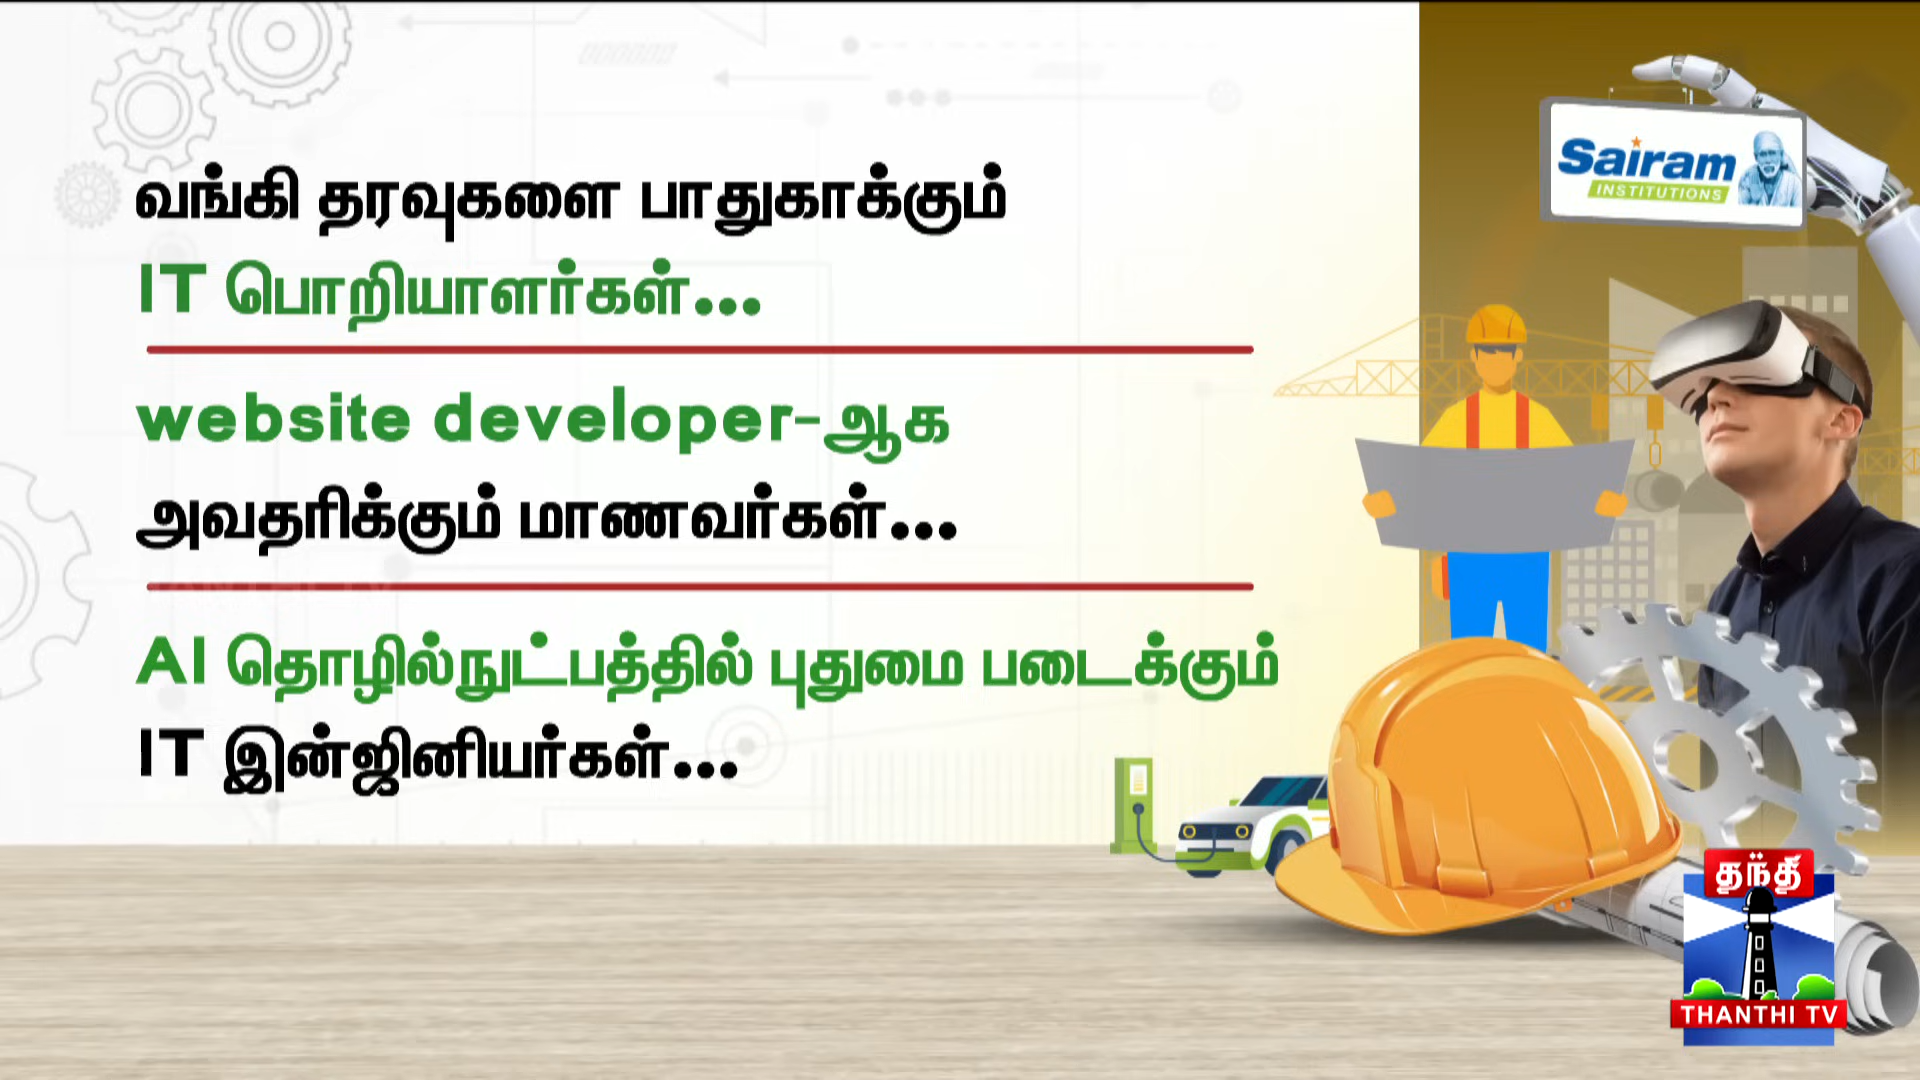 வங்கி தரவுகளை பாதுகாக்கும்
IT பொறியாளர்கள்...
website developer-ஆக
அவதரிக்கும் மாணவர்கள்...
AI தொழில்நுட்பத்தில் புதுமை படைக்கும்
IT இன்ஜினியர்கள்...
Sairam
INSTITUTIONS
தந்தி
THANTHI TV